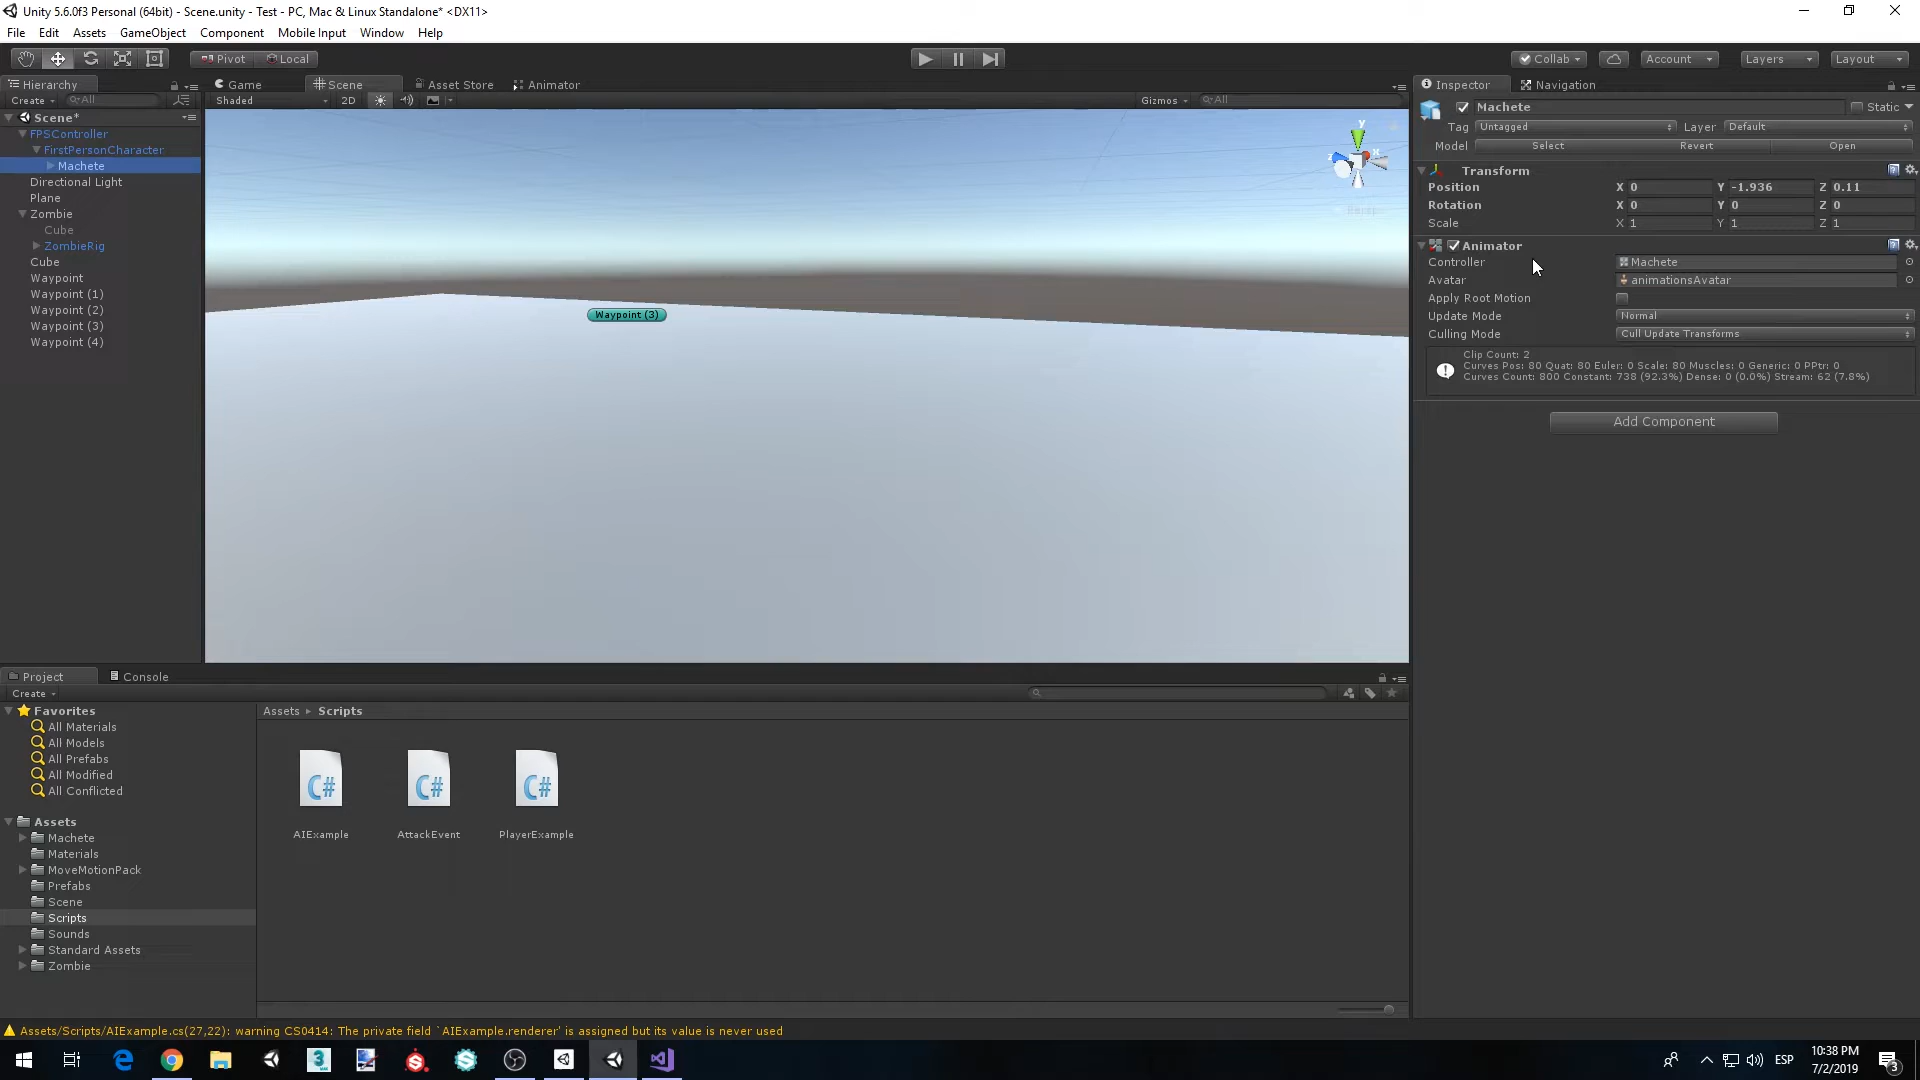 Unity 5.6.0f3 Personal (64bit) - Scene.unity - Test - PC, Mac & Linux Standalone* <DX11>
File Edit Assets GameObject Component Mobile Input Window Help
Pivot Local Collab Account Layers Layout
Hierarchy Game Scene Asset Store Animator Inspector Navigation
Create All Shaded 2D Gizmos All
Machete Static
Tag Untagged Layer Default
Model Select Revert Open
Scene*
FPSController
FirstPersonCharacter
Machete
Directional Light
Plane
Zombie
Cube
ZombieRig
Cube
Waypoint
Waypoint (1)
Waypoint (2)
Waypoint (3)
Waypoint (4)
y
x
z
Waypoint (3)
Transform
Position X 0 Y -1.936 Z 0.11
Rotation X 0 Y 0 Z 0
Scale X 1 Y 1 Z 1
Animator
Controller Machete
Avatar animationsAvatar
Apply Root Motion
Update Mode Normal
Culling Mode Cull Update Transforms
Clip Count: 2
Curves Pos: 80 Quat: 80 Euler: 0 Scale: 80 Muscles: 0 Generic: 0 PPtr: 0
Curves Count: 800 Constant: 738 (92.3%) Dense: 0 (0.0%) Stream: 62 (7.8%)
Add Component
Project Console
Create
Favorites
All Materials
All Models
All Prefabs
All Modified
All Conflicted
Assets
Machete
Materials
MoveMotionPack
Prefabs
Scene
Scripts
Sounds
Standard Assets
Zombie
Assets Scripts
C# C# C#
AIExample AttackEvent PlayerExample
Assets/Scripts/AIExample.cs(27,22): warning CS0414: The private field `AIExample.renderer' is assigned but its value is never used
ESP
10:38 PM
7/2/2019
3